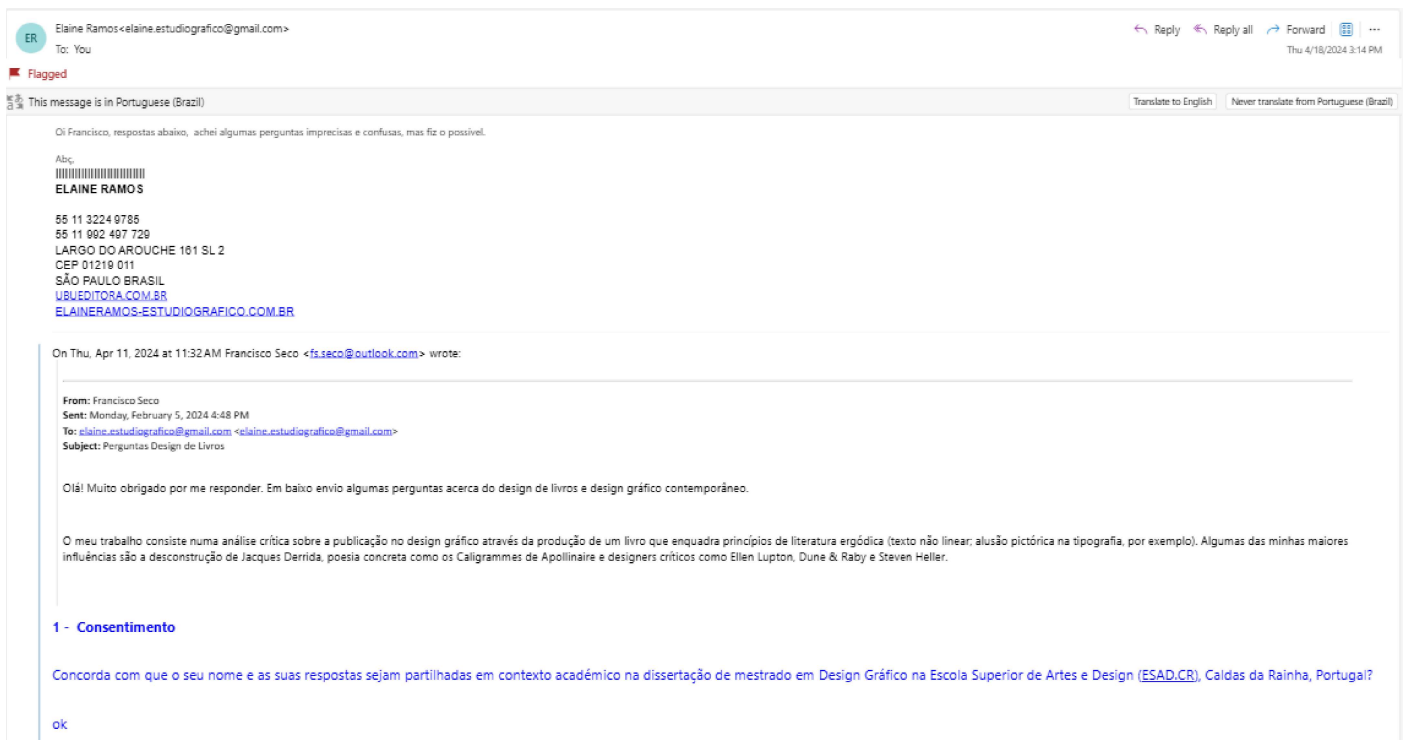 ER
Elaine Ramos<elaine.estudiografico@gmail.com>
To: You
Reply Reply all Forward
Thu 4/18/2024 3:14 PM
Flagged
This message is in Portuguese (Brazil)
Translate to English Never translate from Portuguese (Brazil)
Oi Francisco, respostas abaixo, achei algumas perguntas imprecisas e confusas, mas fiz o possível.
Abç,
||||||||||||||||||||||||||
ELAINE RAMOS
55 11 3224 9785
55 11 992 497 729
LARGO DO AROUCHE 161 SL 2
CEP 01219 011
SÃO PAULO BRASIL
UBUEDITORA.COM.BR
ELAINERAMOS-ESTUDIOGRAFICO.COM.BR
On Thu, Apr 11, 2024 at 11:32 AM Francisco Seco <fs.seco@outlook.com> wrote:
From: Francisco Seco
Sent: Monday, February 5, 2024 4:48 PM
To: elaine.estudiografico@gmail.com <elaine.estudiografico@gmail.com>
Subject: Perguntas Design de Livros
Olá! Muito obrigado por me responder. Em baixo envio algumas perguntas acerca do design de livros e design gráfico contemporâneo.
O meu trabalho consiste numa análise crítica sobre a publicação no design gráfico através da produção de um livro que enquadra princípios de literatura ergódica (texto não linear; alusão pictórica na tipografia, por exemplo). Algumas das minhas maiores
influências são a desconstrução de Jacques Derrida, poesia concreta como os Caligrammes de Apollinaire e designers críticos como Ellen Lupton, Dune & Raby e Steven Heller.
1 - Consentimento
Concorda com que o seu nome e as suas respostas sejam partilhadas em contexto académico na dissertação de mestrado em Design Gráfico na Escola Superior de Artes e Design (ESAD.CR), Caldas da Rainha, Portugal?
ok